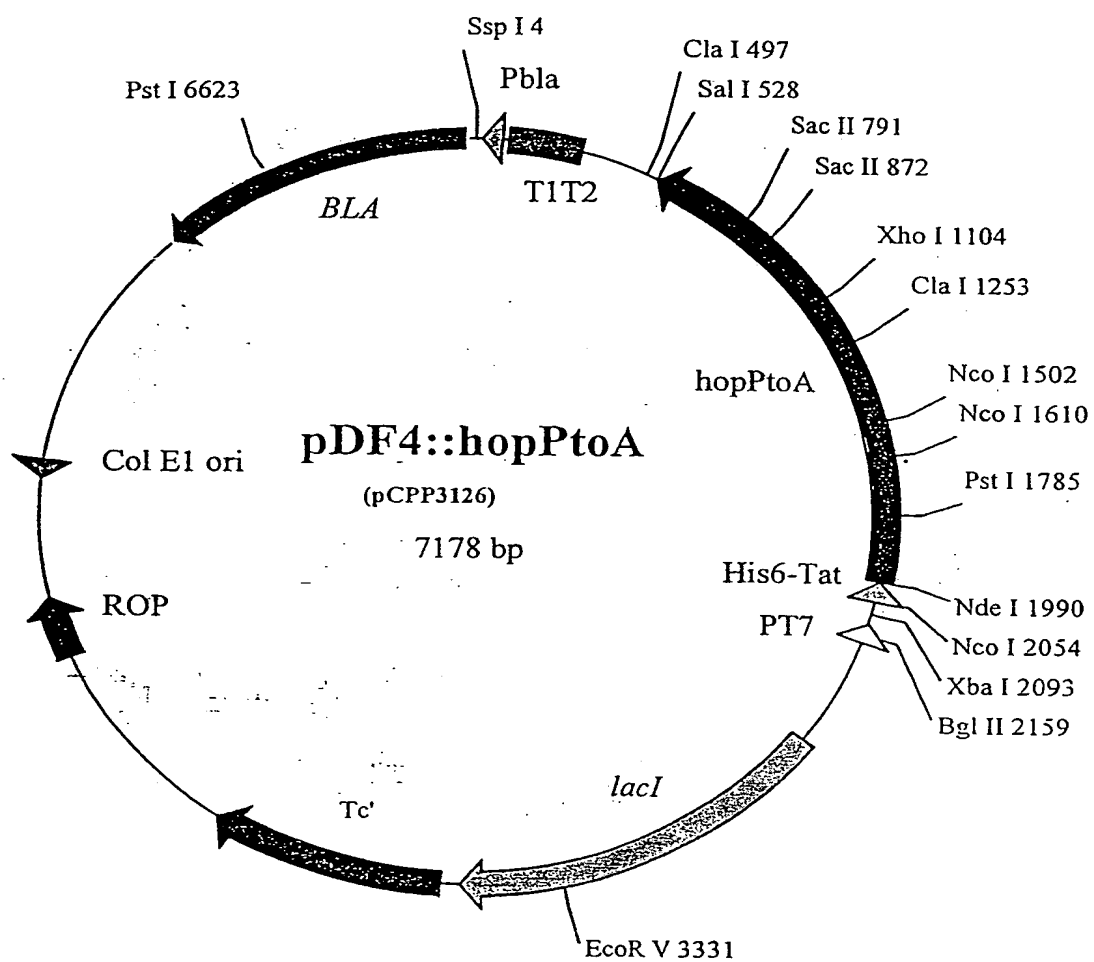 Ssp I 4
Cla I 497
Pbla
Pst I 6623
Sal I 528
Sac II 791
Sac II 872
T1T2
BLA
Xho I 1104
Cla I 1253
hopPtoA
Nco I 1502
Nco I 1610
pDF4::hopPtoA
Col E1 ori
(pCPP3126)
Pst I 1785
7178 bp
His6-Tat
Nde I 1990
ROP
PT7
Nco I 2054
Xba I 2093
Bgl II 2159
lacI
Tc'
EcoR V 3331